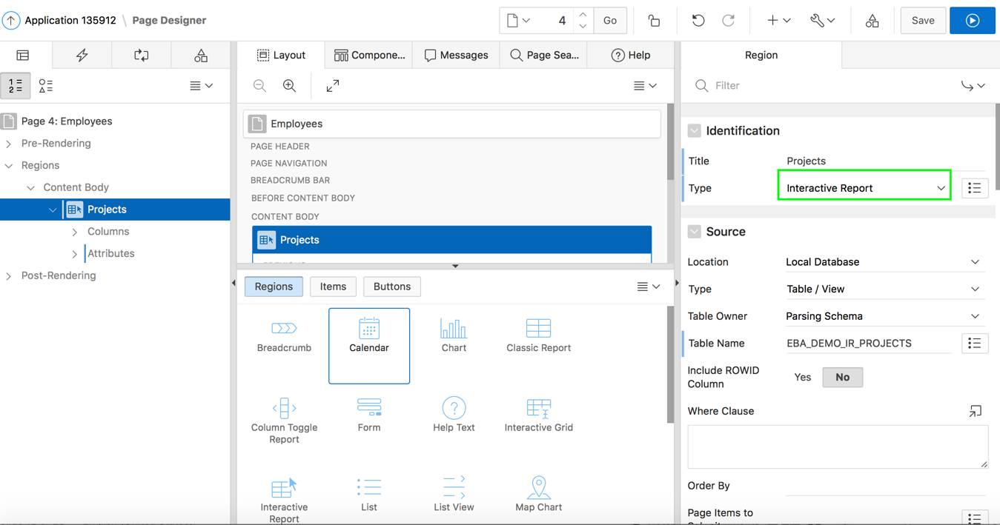 Application 135912 \ Page Designer
4
Go
Save
Layout
Compone...
Messages
Page Sea...
Help
Region
1
2
Filter
Page 4: Employees
Pre-Rendering
Regions
Content Body
Projects
Columns
Attributes
Post-Rendering
Employees
PAGE HEADER
PAGE NAVIGATION
BREADCRUMB BAR
BEFORE CONTENT BODY
CONTENT BODY
Projects
Regions
Items
Buttons
Breadcrumb
Calendar
Chart
Classic Report
Column Toggle
Report
Form
Help Text
Interactive Grid
Interactive
Report
List
List View
Map Chart
Identification
Title Projects
Type Interactive Report
Source
Location Local Database
Type Table / View
Table Owner Parsing Schema
Table Name EBA_DEMO_IR_PROJECTS
Include ROWID
Column
Yes No
Where Clause
Order By
Page Items to